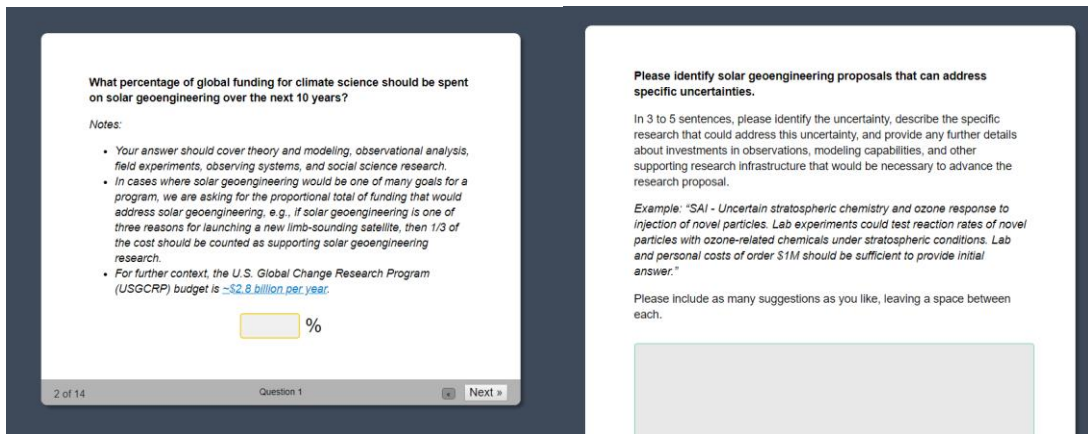 What percentage of global funding for climate science should be spent
on solar geoengineering over the next 10 years?
Notes:
• Your answer should cover theory and modeling, observational analysis,
field experiments, observing systems, and social science research.
• In cases where solar geoengineering would be one of many goals for a
program, we are asking for the proportional total of funding that would
address solar geoengineering, e.g., if solar geoengineering is one of
three reasons for launching a new limb-sounding satellite, then 1/3 of
the cost should be counted as supporting solar geoengineering
research.
• For further context, the U.S. Global Change Research Program
(USGCRP) budget is ~$2.8 billion per year.
%
2 of 14
Question 1
Next »
Please identify solar geoengineering proposals that can address
specific uncertainties.
In 3 to 5 sentences, please identify the uncertainty, describe the specific
research that could address this uncertainty, and provide any further details
about investments in observations, modeling capabilities, and other
supporting research infrastructure that would be necessary to advance the
research proposal.
Example: “SAI - Uncertain stratospheric chemistry and ozone response to
injection of novel particles. Lab experiments could test reaction rates of novel
particles with ozone-related chemicals under stratospheric conditions. Lab
and personal costs of order $1M should be sufficient to provide initial
answer.”
Please include as many suggestions as you like, leaving a space between
each.